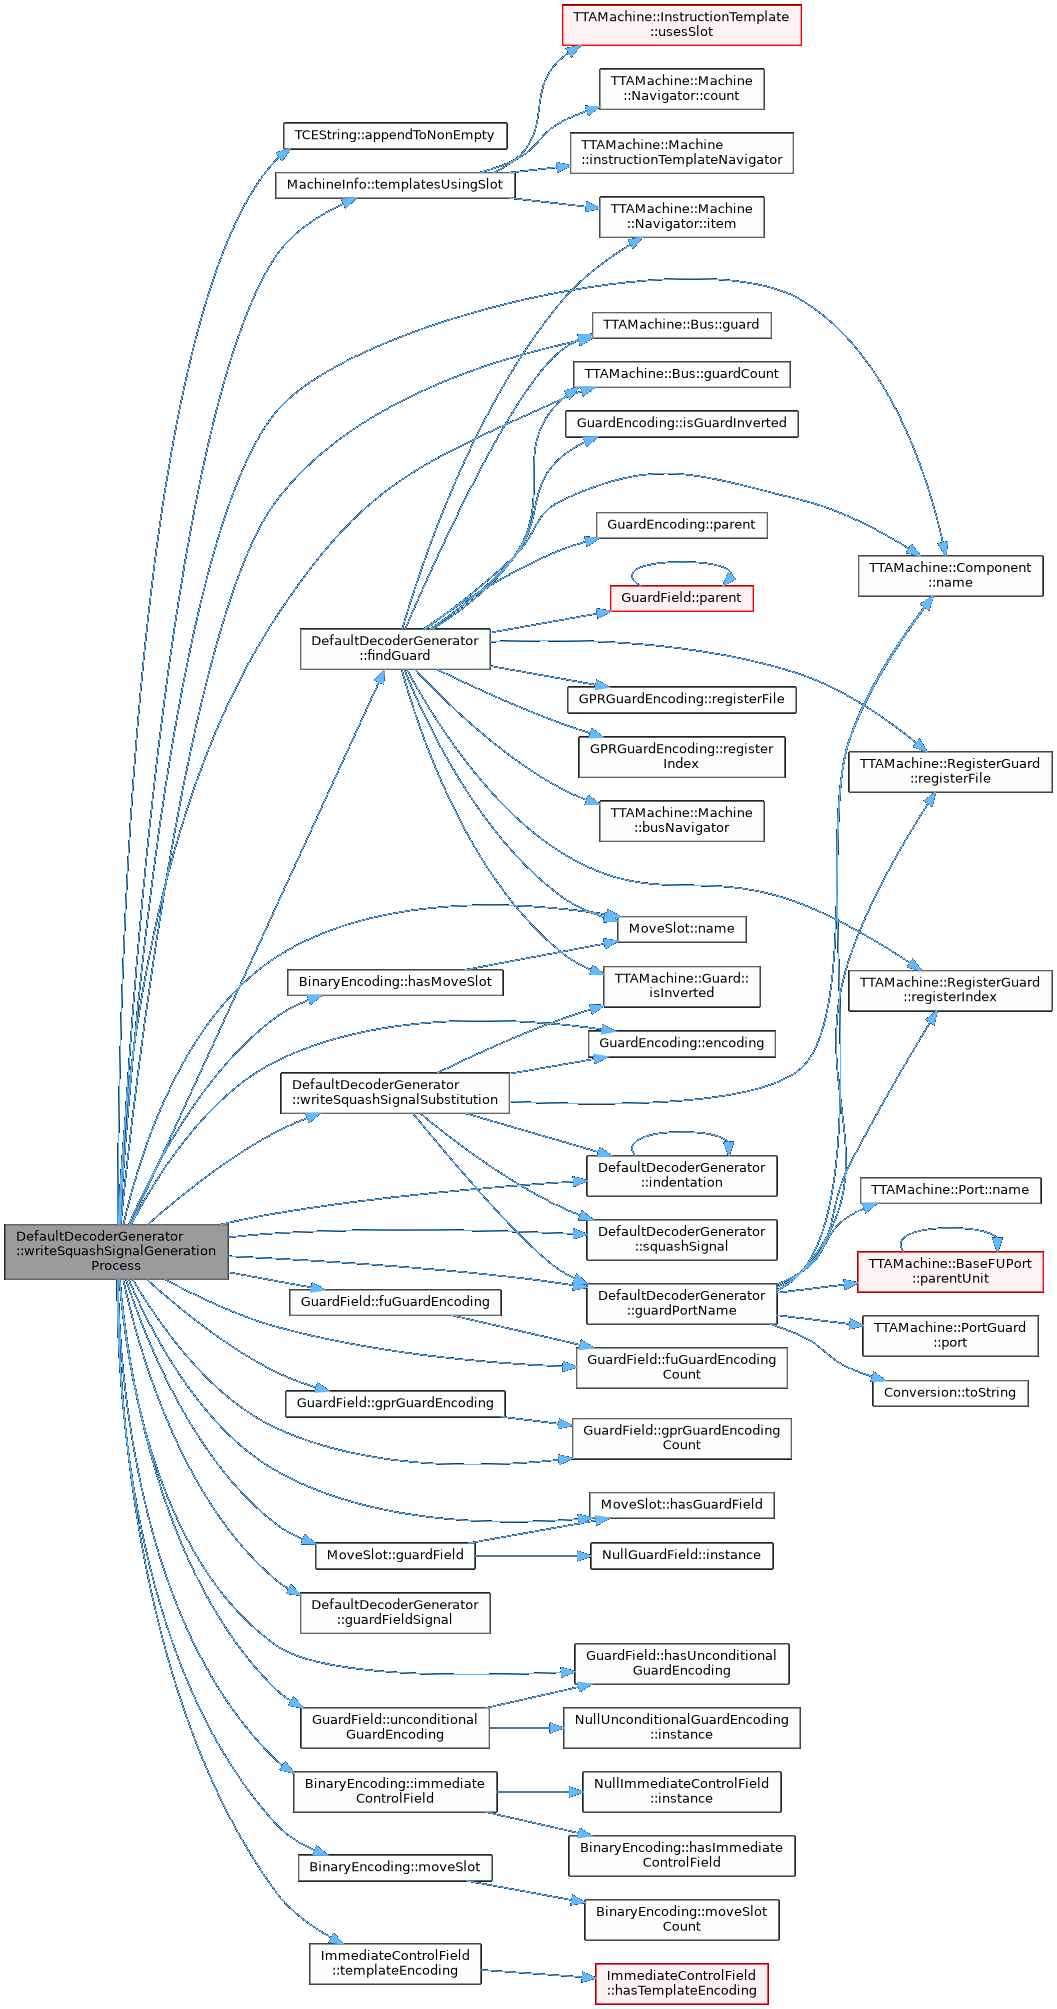 TTAMachine::InstructionTemplate
::usesSlot
TTAMachine::Machine
::Navigator::count
TCEString::appendToNonEmpty
TTAMachine::Machine
::instructionTemplateNavigator
MachineInfo::templatesUsingSlot
TTAMachine::Machine
::Navigator::item
TTAMachine::Bus::guard
TTAMachine::Bus::guardCount
GuardEncoding::isGuardInverted
GuardEncoding::parent
TTAMachine::Component
::name
GuardField::parent
DefaultDecoderGenerator
::findGuard
GPRGuardEncoding::registerFile
GPRGuardEncoding::register
Index
TTAMachine::RegisterGuard
::registerFile
TTAMachine::Machine
::busNavigator
MoveSlot::name
BinaryEncoding::hasMoveSlot
TTAMachine::Guard::
isInverted
TTAMachine::RegisterGuard
::registerIndex
GuardEncoding::encoding
DefaultDecoderGenerator
::writeSquashSignalSubstitution
DefaultDecoderGenerator
::indentation
TTAMachine::Port::name
DefaultDecoderGenerator
::squashSignal
DefaultDecoderGenerator
::writeSquashSignalGeneration
Process
TTAMachine::BaseFUPort
::parentUnit
GuardField::fuGuardEncoding
DefaultDecoderGenerator
::guardPortName
TTAMachine::PortGuard
::port
GuardField::fuGuardEncoding
Count
Conversion::toString
GuardField::gprGuardEncoding
GuardField::gprGuardEncoding
Count
MoveSlot::hasGuardField
MoveSlot::guardField
NullGuardField::instance
DefaultDecoderGenerator
::guardFieldSignal
GuardField::hasUnconditional
GuardEncoding
GuardField::unconditional
GuardEncoding
NullUnconditionalGuardEncoding
::instance
BinaryEncoding::immediate
ControlField
NullImmediateControlField
::instance
BinaryEncoding::hasImmediate
ControlField
BinaryEncoding::moveSlot
BinaryEncoding::moveSlot
Count
ImmediateControlField
::templateEncoding
ImmediateControlField
::hasTemplateEncoding